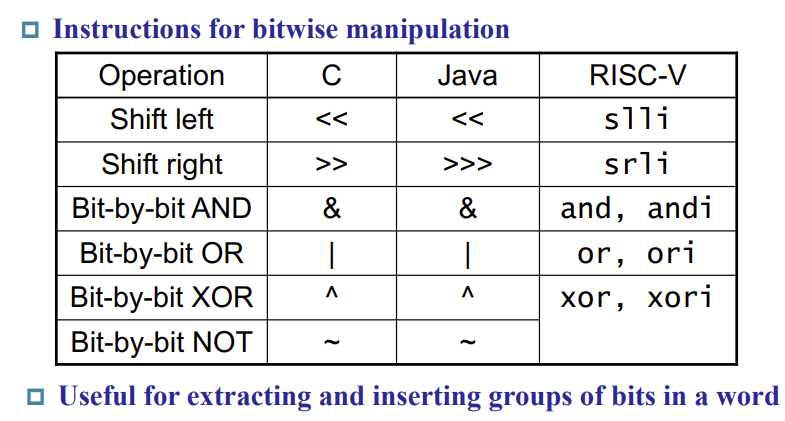 Instructions for bitwise manipulation
Operation C Java RISC-V
Shift left << << slli
Shift right >> >>> srli
Bit-by-bit AND & & and, andi
Bit-by-bit OR | | or, ori
Bit-by-bit XOR ^ ^ xor, xori
Bit-by-bit NOT ~ ~
Useful for extracting and inserting groups of bits in a word